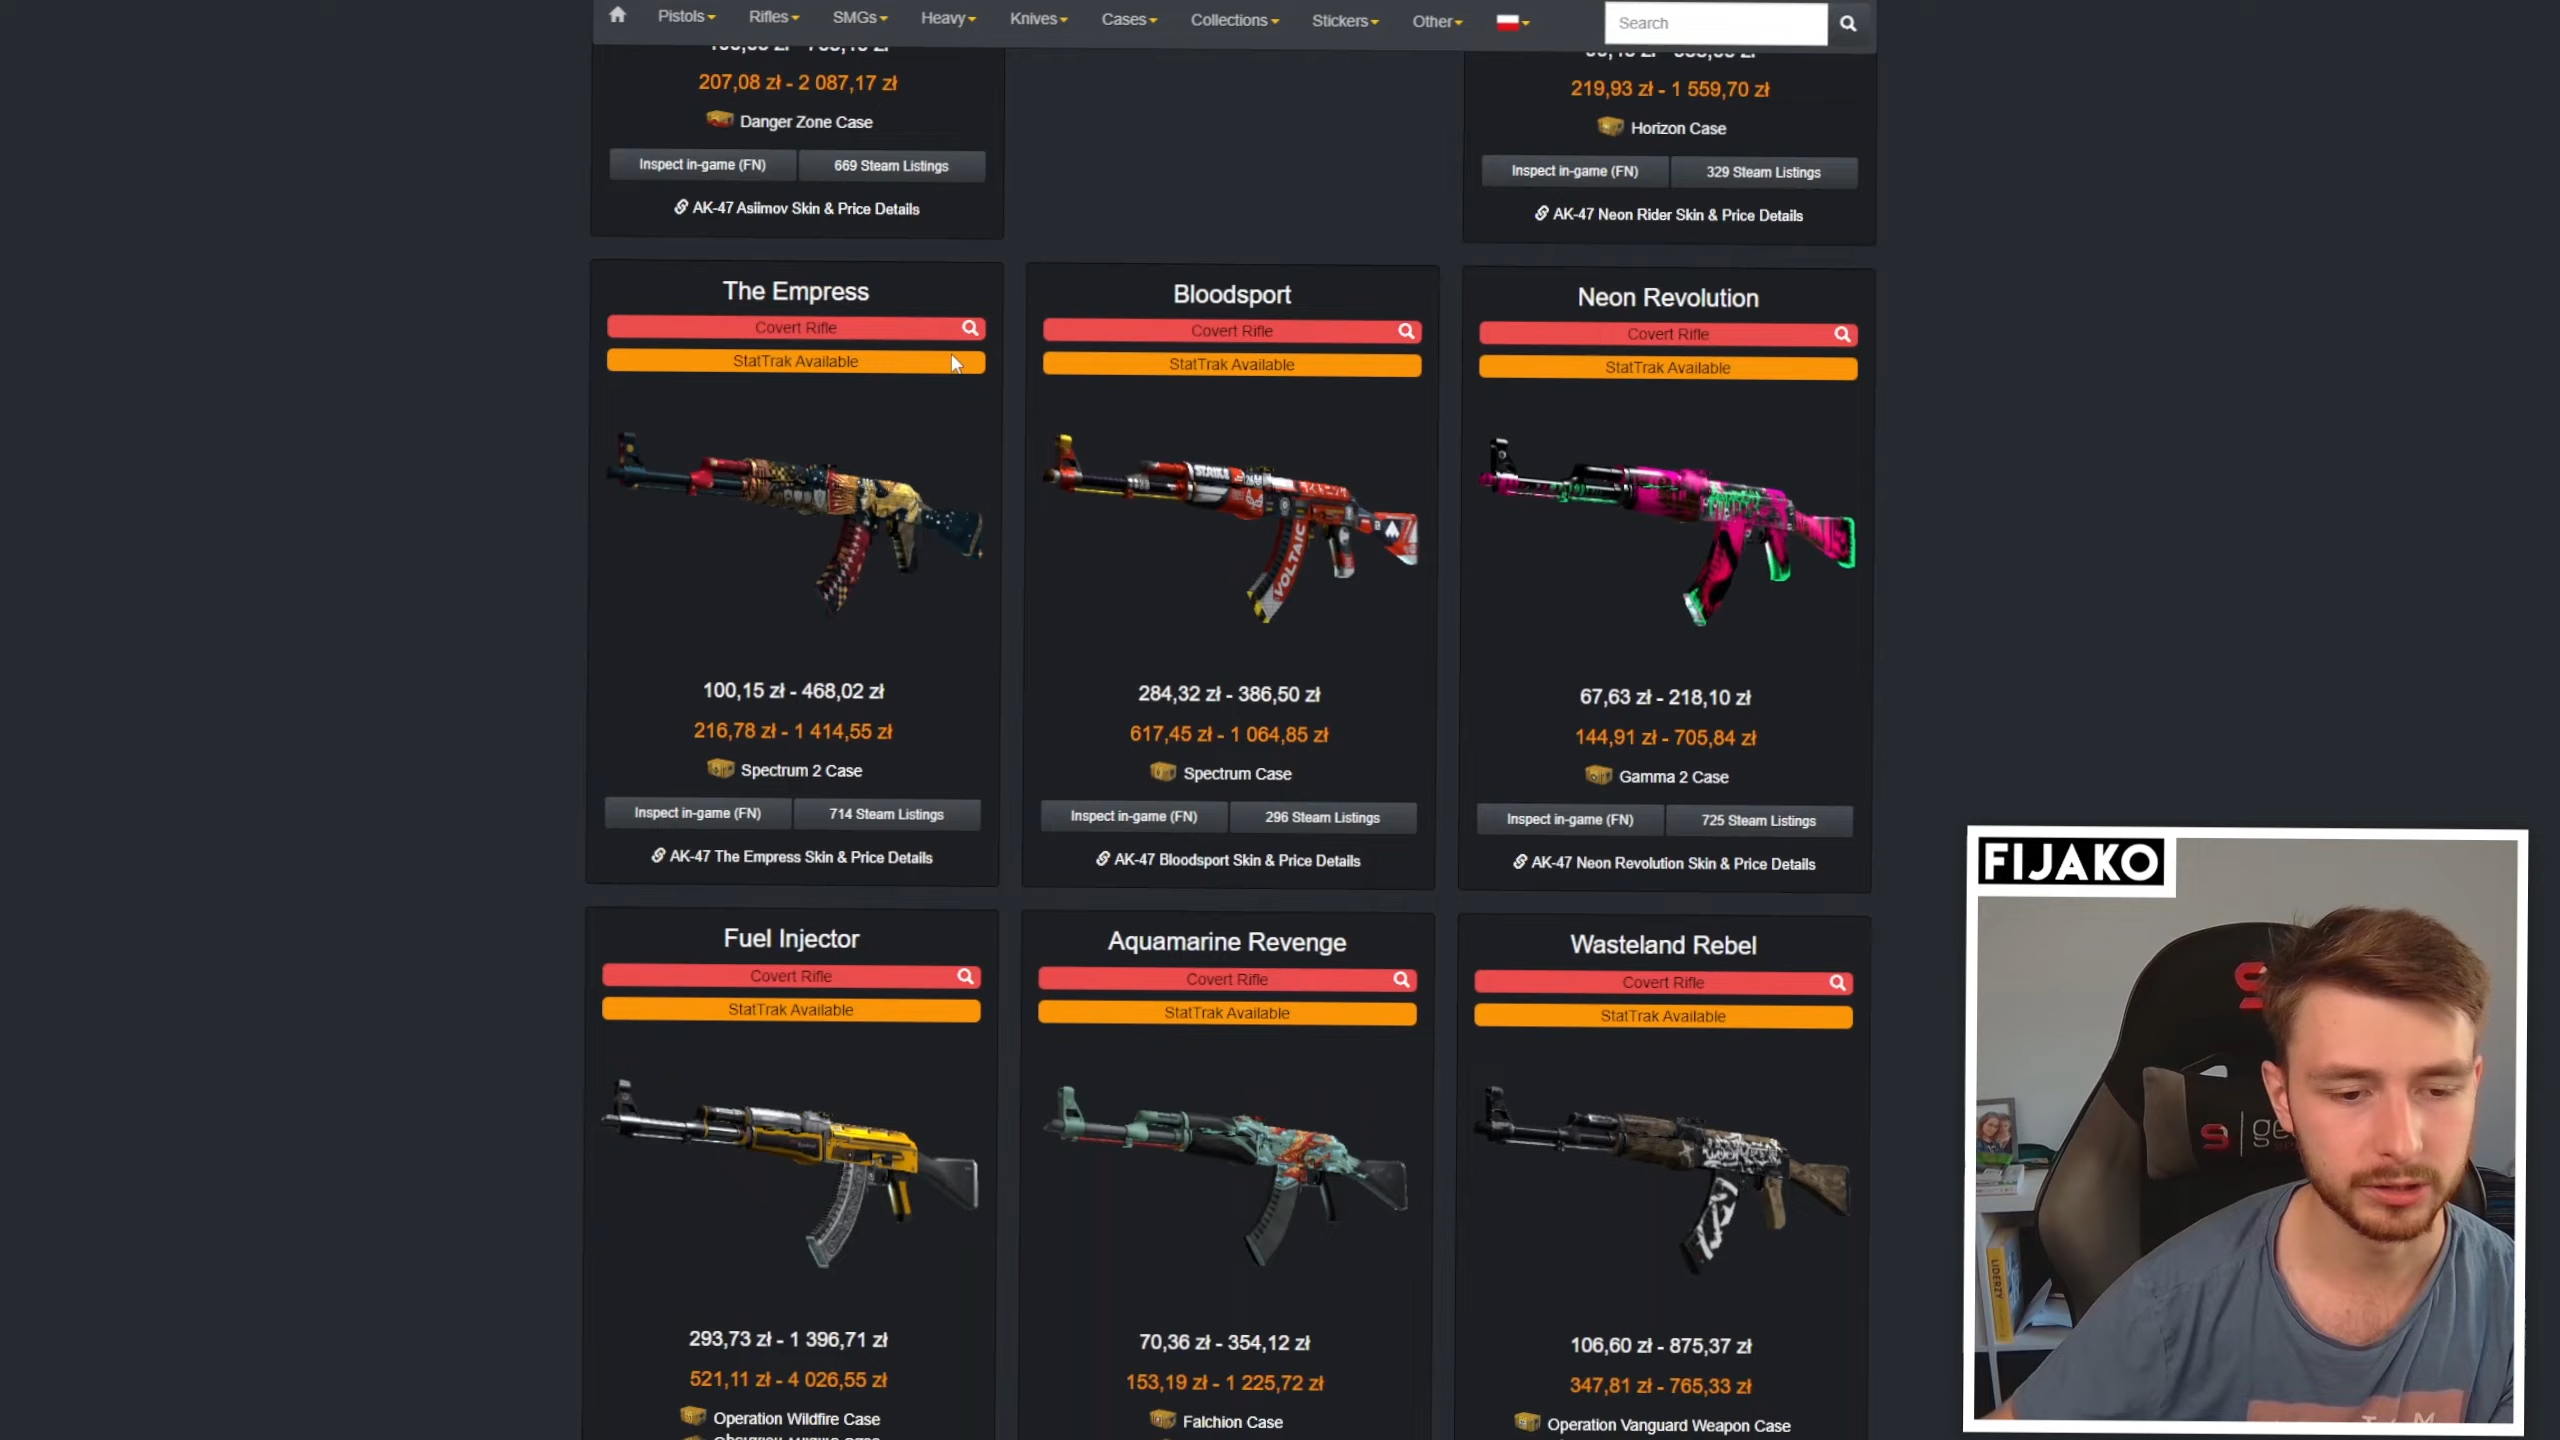 Pistols
Rifles
SMGs
Heavy
Knives
Cases
Collections
Stickers
Other
Search
207,08 zł - 2 087,17 zł
Danger Zone Case
Inspect in-game (FN)
669 Steam Listings
AK-47 Asiimov Skin & Price Details
219,93 zł - 1 559,70 zł
Horizon Case
Inspect in-game (FN)
329 Steam Listings
AK-47 Neon Rider Skin & Price Details
The Empress
Covert Rifle
StatTrak Available
100,15 zł - 468,02 zł
216,78 zł - 1 414,55 zł
Spectrum 2 Case
Inspect in-game (FN)
714 Steam Listings
AK-47 The Empress Skin & Price Details
Bloodsport
Covert Rifle
StatTrak Available
STRIKE
VOLTAIC
284,32 zł - 386,50 zł
617,45 zł - 1 064,85 zł
Spectrum Case
Inspect in-game (FN)
296 Steam Listings
AK-47 Bloodsport Skin & Price Details
Neon Revolution
Covert Rifle
StatTrak Available
67,63 zł - 218,10 zł
144,91 zł - 705,84 zł
Gamma 2 Case
Inspect in-game (FN)
725 Steam Listings
AK-47 Neon Revolution Skin & Price Details
Fuel Injector
Covert Rifle
StatTrak Available
293,73 zł - 1 396,71 zł
521,11 zł - 4 026,55 zł
Operation Wildfire Case
Aquamarine Revenge
Covert Rifle
StatTrak Available
70,36 zł - 354,12 zł
153,19 zł - 1 225,72 zł
Falchion Case
Wasteland Rebel
Covert Rifle
StatTrak Available
106,60 zł - 875,37 zł
347,81 zł - 765,33 zł
Operation Vanguard Weapon Case
FIJAKO
LIDERZY